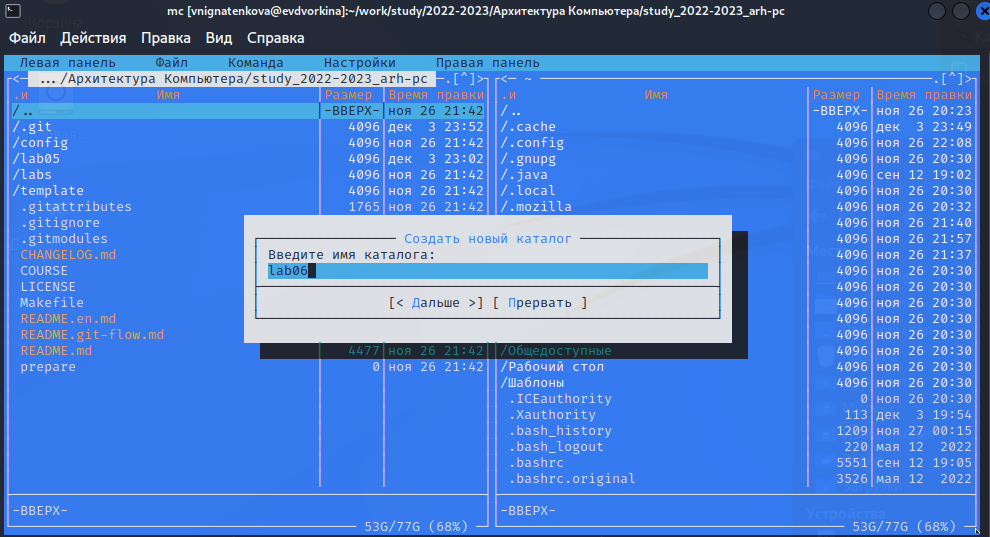 mc [vnignatenkova@evdvorkina]:~/work/study/2022-2023/Архитектура Компьютера/study_2022-2023_arh-pc
Файл Действия Правка Вид Справка
Левая панель Файл Команда Настройки Правая панель
<— .../Архитектура Компьютера/study_2022-2023_arh-pc .[^]> <— ~ .[^]>
.и Имя Размер Время правки .и Имя Размер Время правки
/.. -ВВЕРХ- ноя 26 21:42 /.. -ВВЕРХ- ноя 26 20:23
/.git 4096 дек 3 23:52 /.cache 4096 дек 3 23:49
/config 4096 ноя 26 21:42 /.config 4096 ноя 26 22:08
/lab05 4096 дек 3 23:02 /.gnupg 4096 ноя 26 20:30
/labs 4096 ноя 26 21:42 /.java 4096 сен 12 19:02
/template 4096 ноя 26 21:42 /.local 4096 ноя 26 20:30
.gitattributes 1765 ноя 26 21:42 /.mozilla 4096 ноя 26 20:32
.gitignore 4096 ноя 26 21:40
.gitmodules 4096 ноя 26 21:57
CHANGELOG.md 4096 ноя 26 21:37
COURSE 4096 ноя 26 20:30
LICENSE 4096 ноя 26 20:30
Makefile 4096 ноя 26 20:30
README.en.md 4096 ноя 26 20:30
README.git-flow.md 4096 ноя 26 20:30
README.md 4477 ноя 26 21:42 /Общедоступные 4096 ноя 26 20:30
prepare 0 ноя 26 21:42 /Рабочий стол 4096 ноя 26 20:30
/Шаблоны 4096 ноя 26 20:30
.ICEauthority 0 ноя 26 20:30
.Xauthority 113 дек 3 19:54
.bash_history 1209 ноя 27 00:15
.bash_logout 220 мая 12 2022
.bashrc 5551 сен 12 19:05
.bashrc.original 3526 мая 12 2022
Создать новый каталог
Введите имя каталога:
lab06
[< Дальше >] [ Прервать ]
-ВВЕРХ- -ВВЕРХ-
53G/77G (68%) 53G/77G (68%)
Устройства